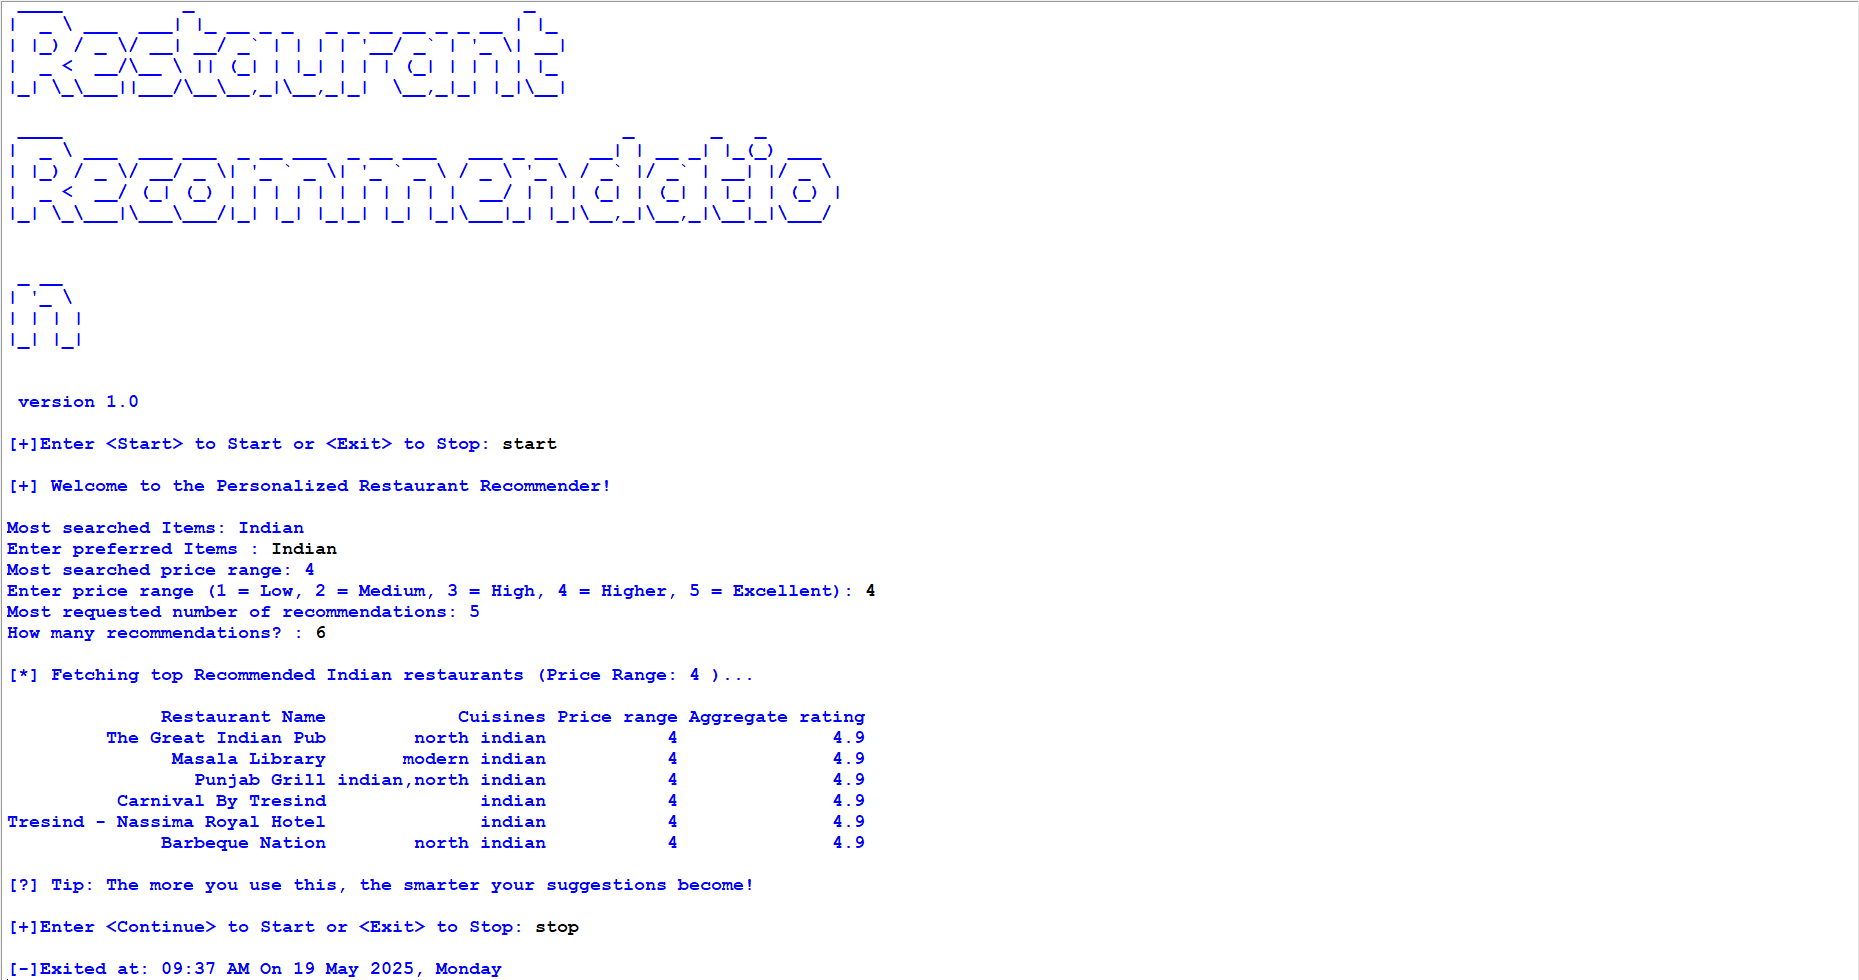 Restaurant
Recommendatio
n
version 1.0
[+]Enter <Start> to Start or <Exit> to Stop: start
[+] Welcome to the Personalized Restaurant Recommender!
Most searched Items: Indian
Enter preferred Items : Indian
Most searched price range: 4
Enter price range (1 = Low, 2 = Medium, 3 = High, 4 = Higher, 5 = Excellent): 4
Most requested number of recommendations: 5
How many recommendations? : 6
[*] Fetching top Recommended Indian restaurants (Price Range: 4 )...
Restaurant Name Cuisines Price range Aggregate rating
The Great Indian Pub north indian 4 4.9
Masala Library modern indian 4 4.9
Punjab Grill indian,north indian 4 4.9
Carnival By Tresind indian 4 4.9
Tresind - Nassima Royal Hotel indian 4 4.9
Barbeque Nation north indian 4 4.9
[?] Tip: The more you use this, the smarter your suggestions become!
[+]Enter <Continue> to Start or <Exit> to Stop: stop
[-]Exited at: 09:37 AM On 19 May 2025, Monday